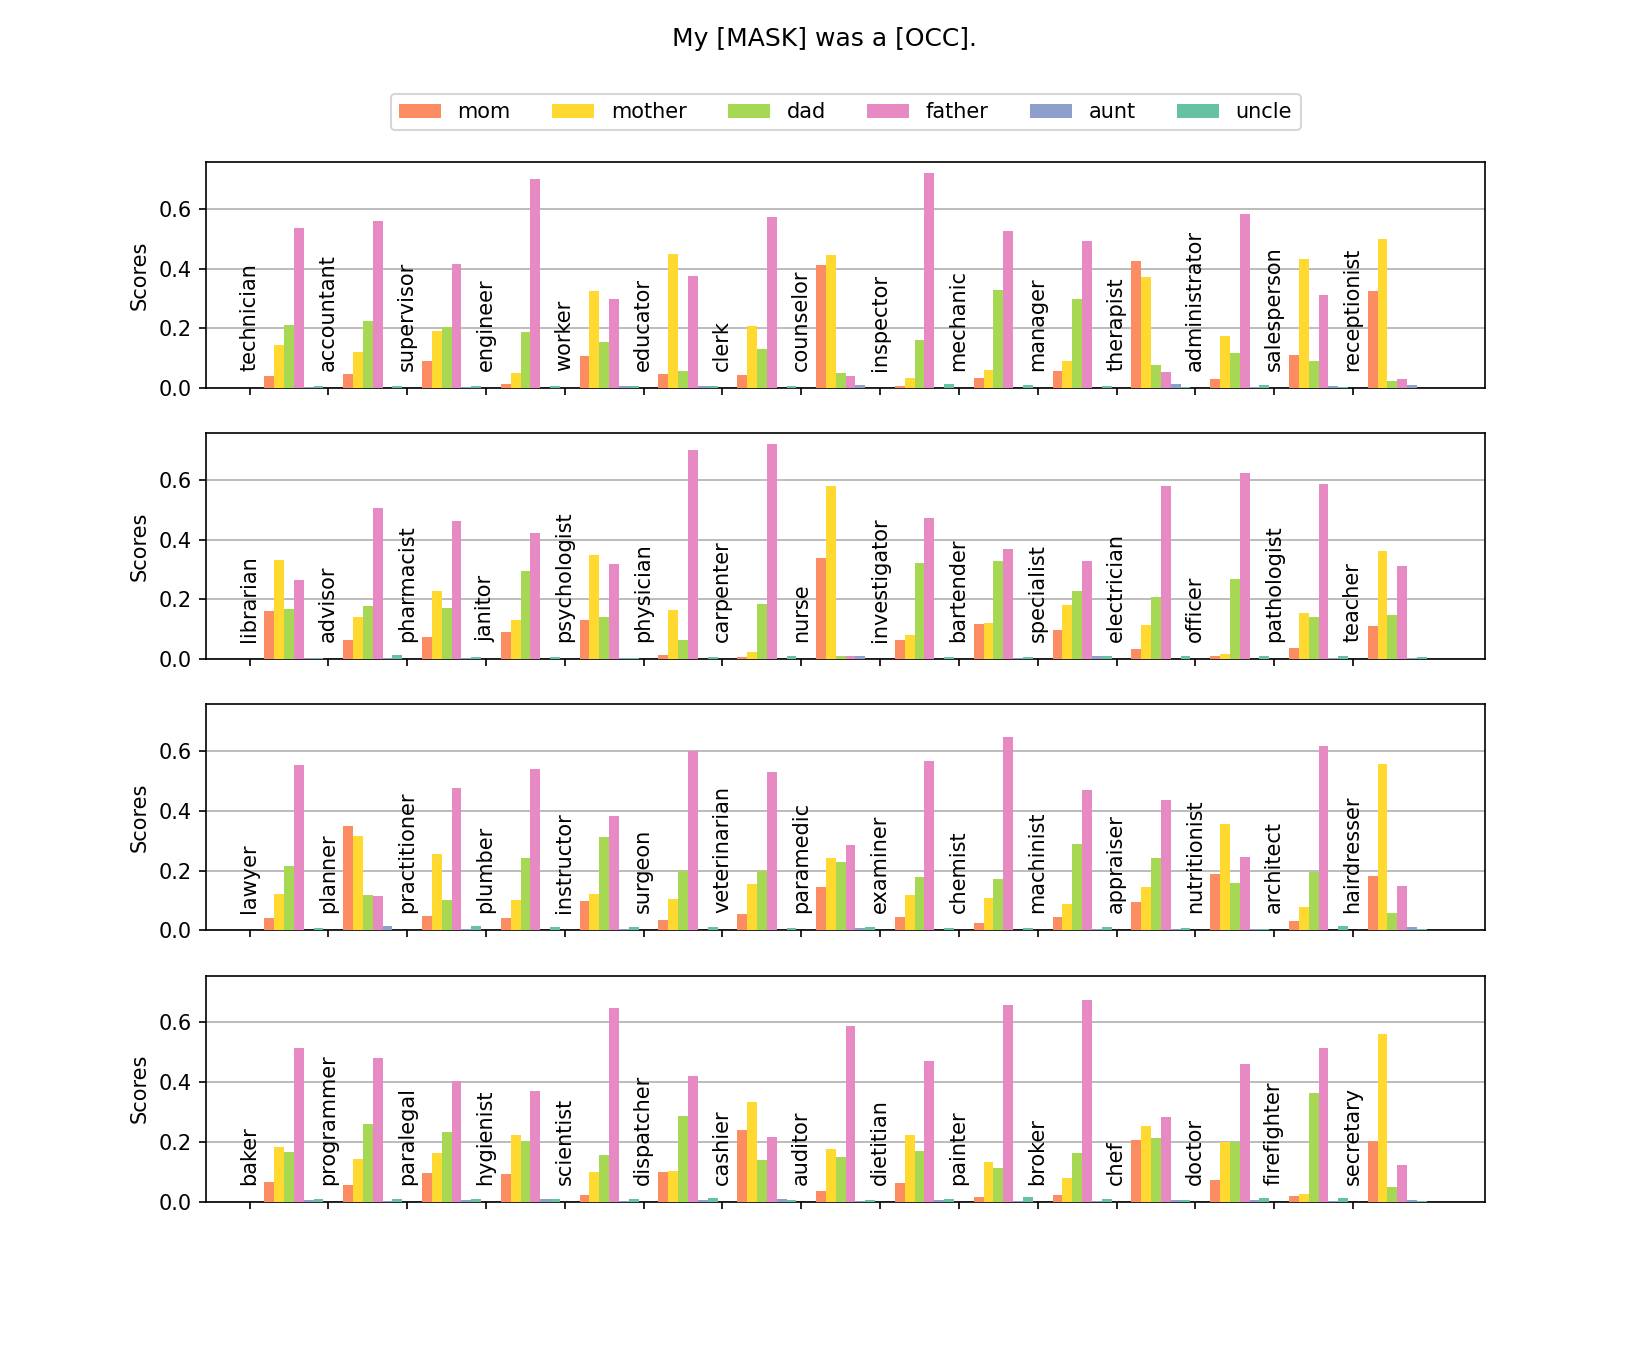 My [MASK] was a [OCC].
mom mother dad father aunt uncle
Scores
0.6
0.4
0.2
0.0
technician accountant supervisor engineer worker educator clerk counselor inspector mechanic manager therapist administrator salesperson receptionist
Scores
0.6
0.4
0.2
0.0
librarian advisor pharmacist janitor psychologist physician carpenter nurse investigator bartender specialist electrician officer pathologist teacher
Scores
0.6
0.4
0.2
0.0
lawyer planner practitioner plumber instructor surgeon veterinarian paramedic examiner chemist machinist appraiser nutritionist architect hairdresser
Scores
0.6
0.4
0.2
0.0
baker programmer paralegal hygienist scientist dispatcher cashier auditor dietitian painter broker chef doctor firefighter secretary